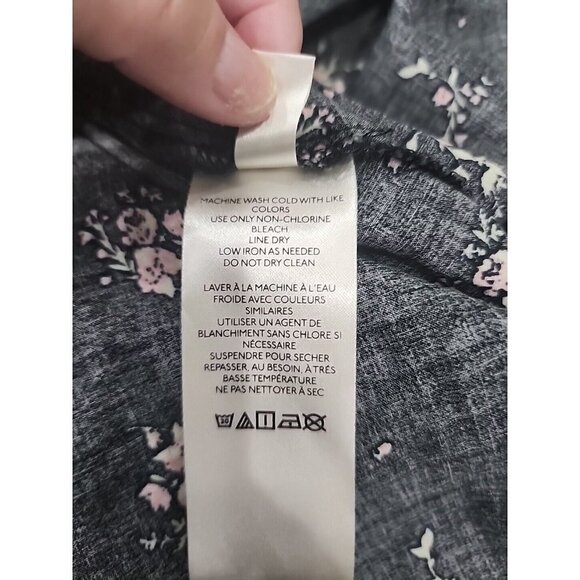 MACHINE WASH COLD WITH LIKE
COLORS
USE ONLY NON-CHLORINE
BLEACH
LINE DRY
LOW IRON AS NEEDED
DO NOT DRY CLEAN
LAVER À LA MACHINE À L'EAU
FROIDE AVEC COULEURS
SIMILAIRES
UTILISER UN AGENT DE
BLANCHIMENT SANS CHLORE SI
NÉCESSAIRE
SUSPENDRE POUR SECHER
REPASSER, AU BESOIN, À TRÉS
BASSE TEMPÉRATURE
NE PAS NETTOYER À SEC